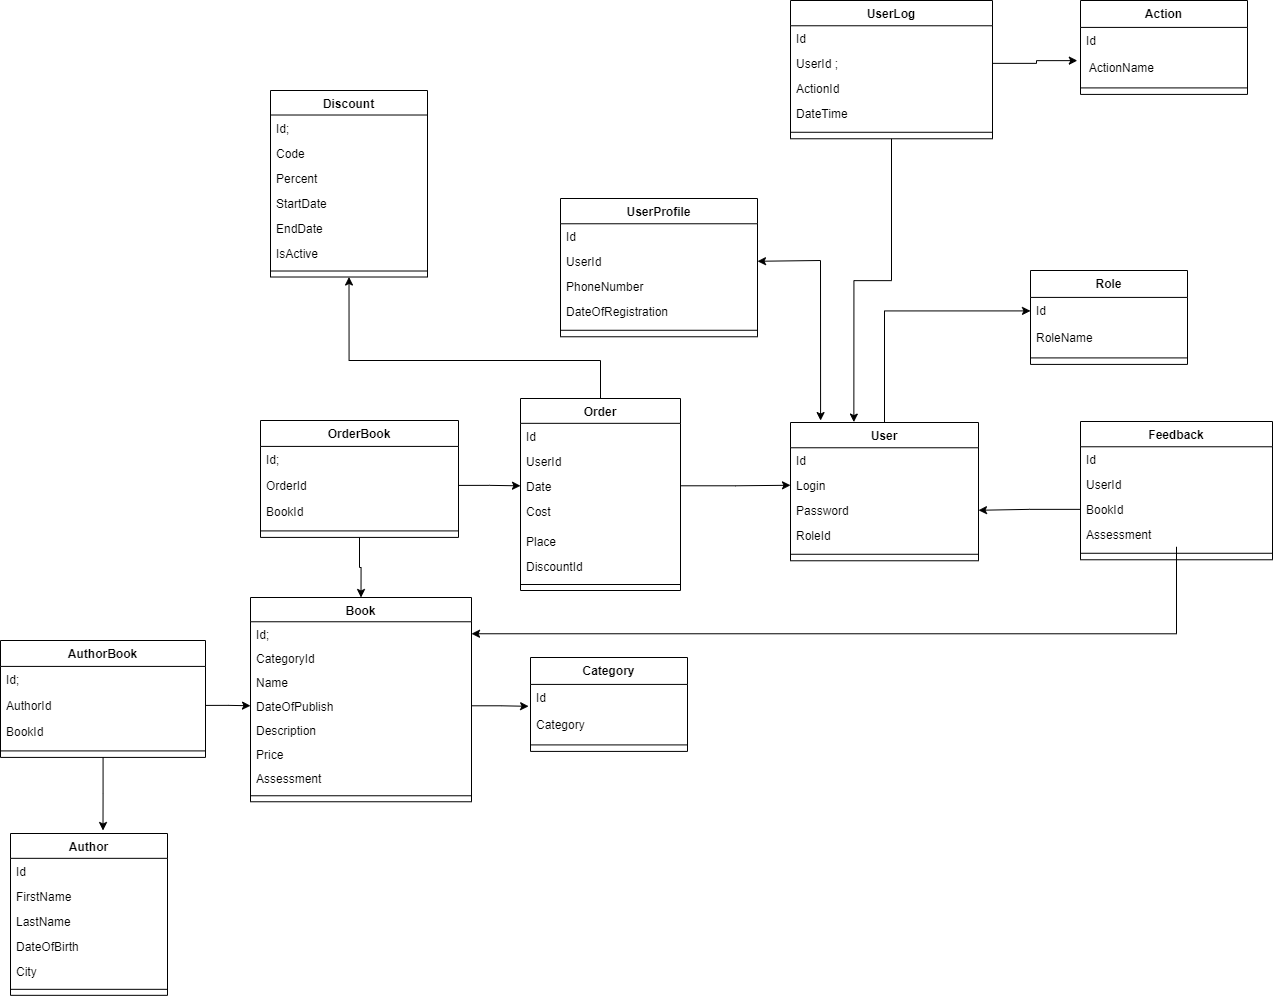 UserLog
Id
UserId ;
ActionId
DateTime
Action
Id
ActionName
Discount
Id;
Code
Percent
StartDate
EndDate
IsActive
UserProfile
Id
UserId
PhoneNumber
DateOfRegistration
Role
Id
RoleName
OrderBook
Id;
OrderId
BookId
Order
Id
UserId
Date
Cost
Place
DiscountId
User
Id
Login
Password
RoleId
Feedback
Id
UserId
BookId
Assessment
AuthorBook
Id;
AuthorId
BookId
Book
Id;
CategoryId
Name
DateOfPublish
Description
Price
Assessment
Category
Id
Category
Author
Id
FirstName
LastName
DateOfBirth
City